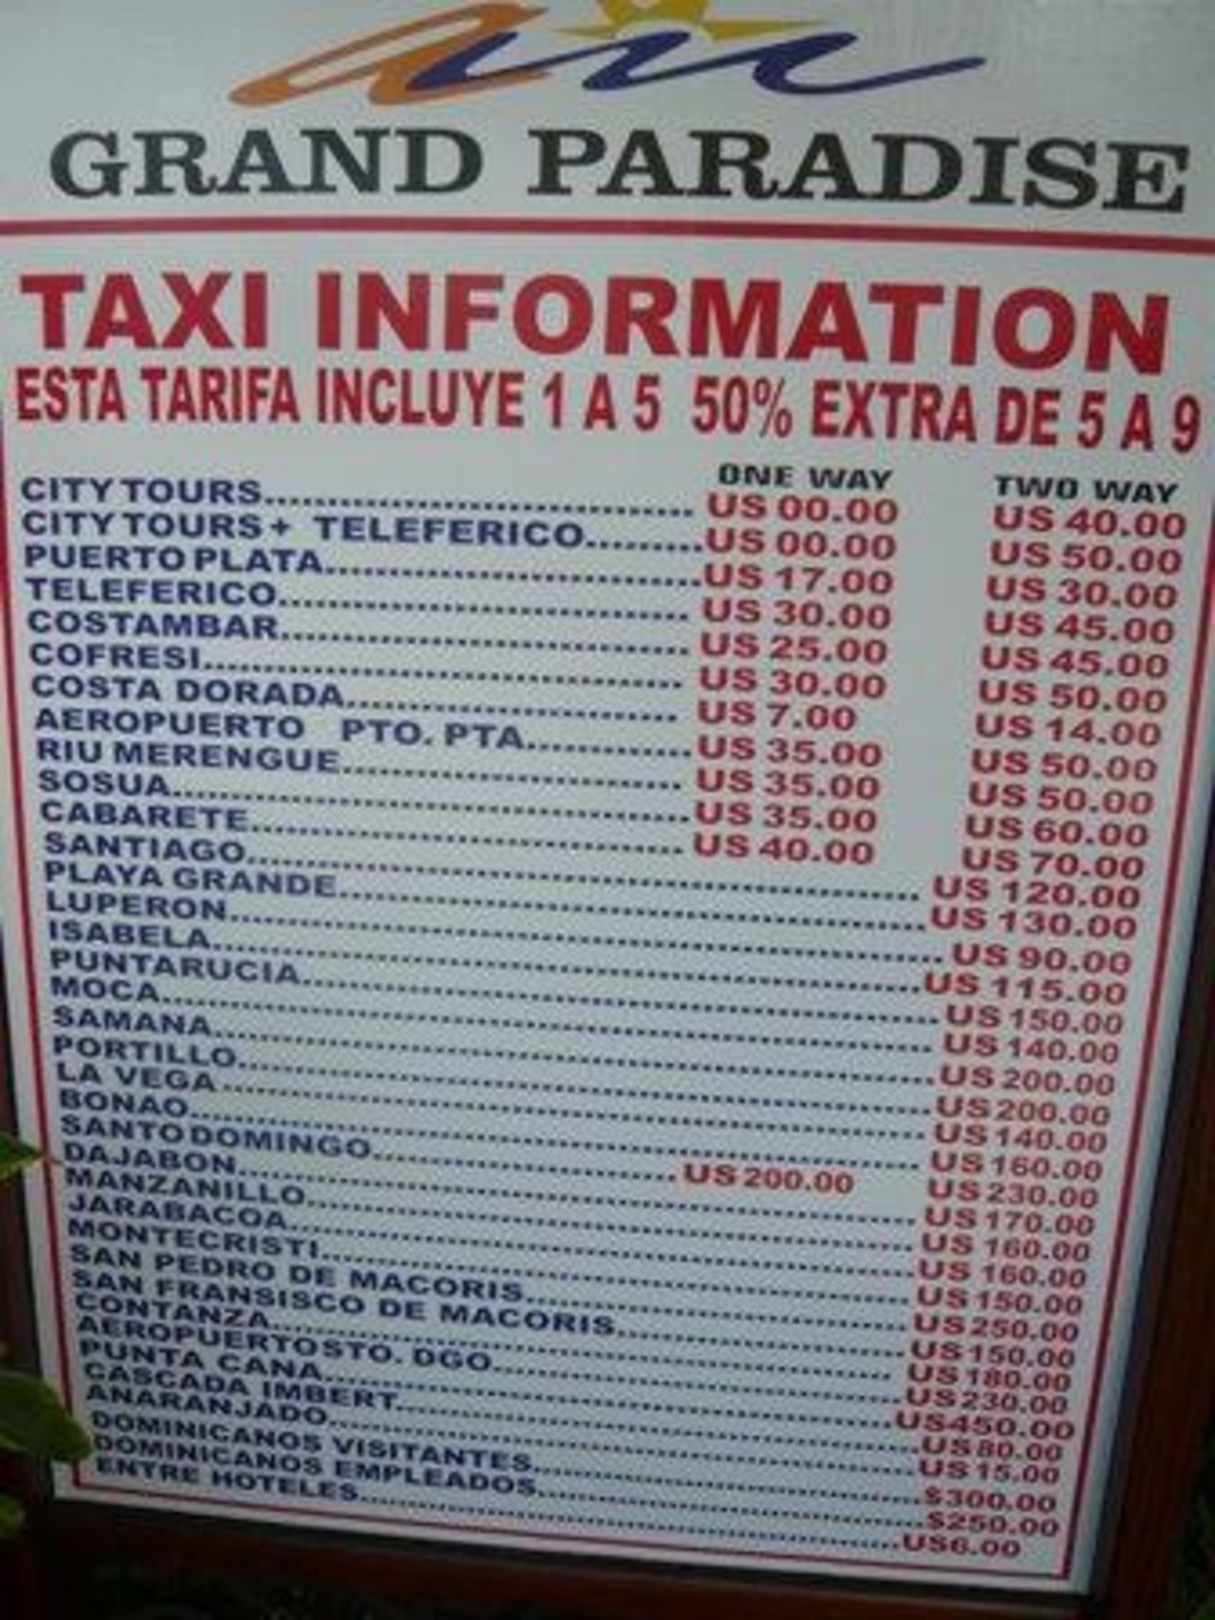 GRAND PARADISE
TAXI INFORMATION
ESTA TARIFA INCLUYE 1 A 5 50% EXTRA DE 5 A 9
ONE WAY TWO WAY
CITY TOURS US 00.00 US 40.00
CITY TOURS + TELEFERICO US 00.00 US 50.00
PUERTO PLATA US 17.00 US 30.00
TELEFERICO US 30.00 US 45.00
COSTAMBAR US 25.00 US 45.00
COFRESI US 30.00 US 50.00
COSTA DORADA US 7.00 US 14.00
AEROPUERTO PTO. PTA US 35.00 US 50.00
RIU MERENGUE US 35.00 US 50.00
SOSUA US 35.00 US 60.00
CABARETE US 40.00 US 70.00
SANTIAGO US 120.00
PLAYA GRANDE US 130.00
LUPERON US 90.00
ISABELA US 115.00
PUNTARUCIA US 150.00
MOCA US 140.00
SAMANA US 200.00
PORTILLO US 200.00
LA VEGA US 140.00
BONAO US 160.00
SANTO DOMINGO US 200.00 US 230.00
DAJABON US 170.00
MANZANILLO US 160.00
JARABACOA US 160.00
MONTECRISTI US 150.00
SAN PEDRO DE MACORIS US 250.00
SAN FRANSISCO DE MACORIS US 150.00
CONTANZA US 180.00
AEROPUERTO STO. DGO US 230.00
PUNTA CANA US 450.00
CASCADA IMBERT US 80.00
ANARANJADO US 15.00
DOMINICANOS VISITANTES $300.00
DOMINICANOS EMPLEADOS $250.00
ENTRE HOTELES US6.00